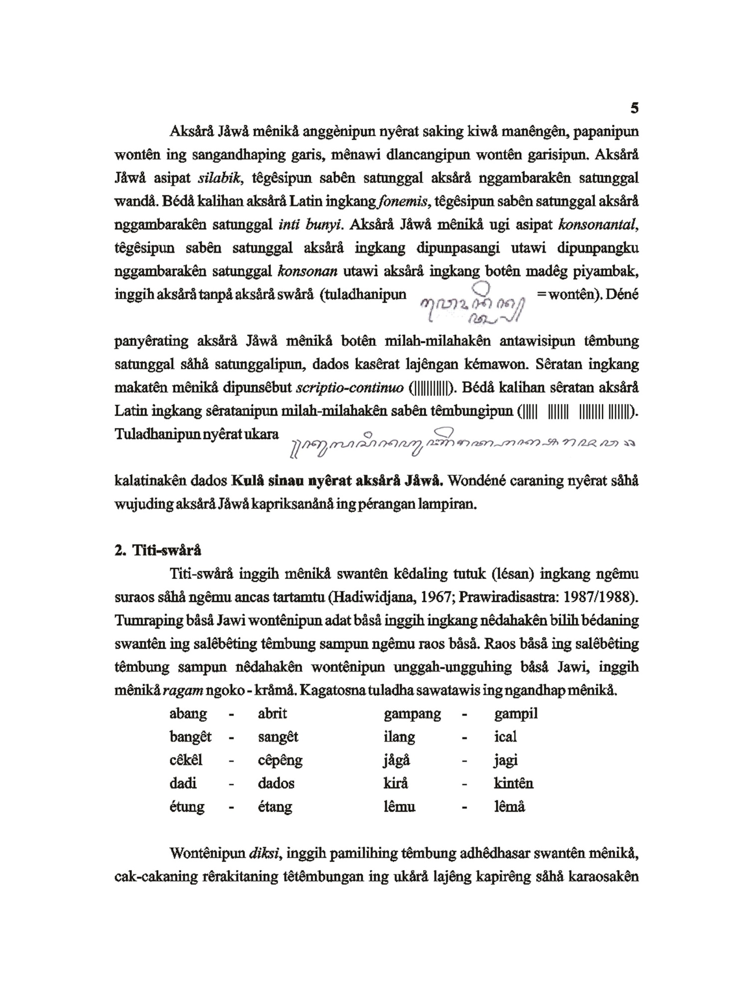 5
Aksårå Jåwå mênikå anggènipun nyêrat saking kiwå manêngên, papanipun
wontên ing sangandhaping garis, mênawi dlancangipun wontên garisipun. Aksårå
Jåwå asipat silabik, têgêsipun sabên satunggal aksårå nggambarakên satunggal
wandå. Bédå kalihan aksårå Latin ingkang fonemis, têgêsipun sabên satunggal aksårå
nggambarakên satunggal inti bunyi. Aksårå Jåwå mênikå ugi asipat konsonantal,
têgêsipun sabên satunggal aksårå ingkang dipunpasangi utawi dipunpangku
nggambarakên satunggal konsonan utawi aksårå ingkang botên madêg piyambak,
inggih aksårå tanpå aksårå swårå (tuladhanipun = wontên). Déné
panyêrating aksårå Jåwå mênikå botên milah-milahakên antawisipun têmbung
satunggal såhå satunggalipun, dados kasêrat lajêngan kémawon. Sêratan ingkang
makatên mênikå dipunsêbut scriptio-continuo (||||||||||). Bédå kalihan sêratan aksårå
Latin ingkang sêratanipun milah-milahakên sabên têmbungipun (||||| |||||| |||||||| |||||||).
Tuladhanipun nyêrat ukara
kalatinakên dados Kulå sinau nyêrat aksårå Jåwå. Wondéné caraning nyêrat såhå
wujuding aksårå Jåwå kapriksanånå ing pérangan lampiran.
2. Titi-swårå
Titi-swårå inggih mênikå swantên kêdaling tutuk (lésan) ingkang ngêmu
suraos såhå ngêmu ancas tartamtu (Hadiwidjana, 1967; Prawiradisastra: 1987/1988).
Tumraping båså Jawi wontênipun adat båså inggih ingkang nêdahakên bilih bédaning
swantên ing salêbêting têmbung sampun ngêmu raos båså. Raos båså ing salêbêting
têmbung sampun nêdahakên wontênipun unggah-ungguhing båså Jawi, inggih
mênikå ragam ngoko - kråmå. Kagatosna tuladha sawatawis ing ngandhap mênikå.
abang - abrit gampang - gampil
bangêt - sangêt ilang - ical
cêkêl - cêpêng jågå - jagi
dadi - dados kirå - kintên
étung - étang lêmu - lêmå
Wontênipun diksi, inggih pamilihing têmbung adhêdhasar swantên mênikå,
cak-cakaning rêrakitaning têtêmbungan ing ukårå lajêng kapirêng såhå karaosakên